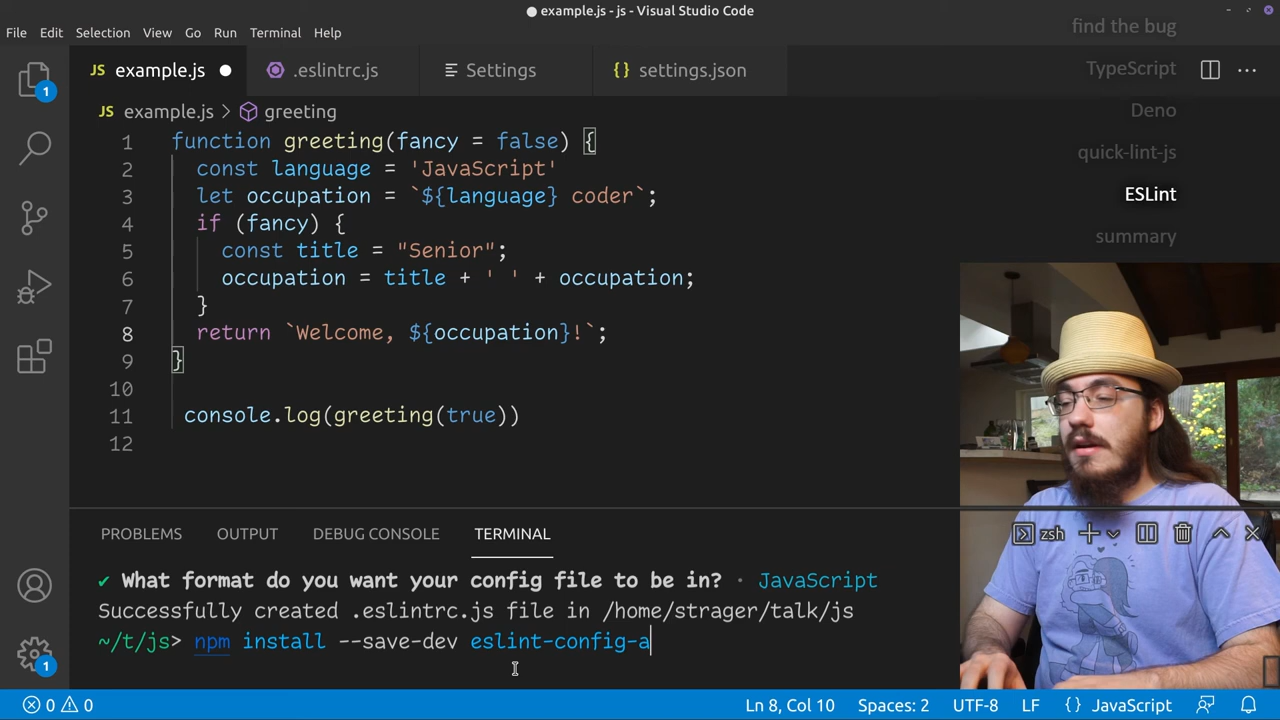 example.js - js - Visual Studio Code
File Edit Selection View Go Run Terminal Help
find the bug
TypeScript
Deno
quick-lint-js
ESLint
summary
JS example.js .eslintrc.js Settings {} settings.json
JS example.js > greeting
1 function greeting(fancy = false) {
2 const language = 'JavaScript'
3 let occupation = `${language} coder`;
4 if (fancy) {
5 const title = "Senior";
6 occupation = title + ' ' + occupation;
7 }
8 return `Welcome, ${occupation}!`;
9 }
10
11 console.log(greeting(true))
12
PROBLEMS OUTPUT DEBUG CONSOLE TERMINAL zsh
✔ What format do you want your config file to be in? · JavaScript
Successfully created .eslintrc.js file in /home/strager/talk/js
~/t/js> npm install --save-dev eslint-config-a
1
1
0 0 Ln 8, Col 10 Spaces: 2 UTF-8 LF {} JavaScript